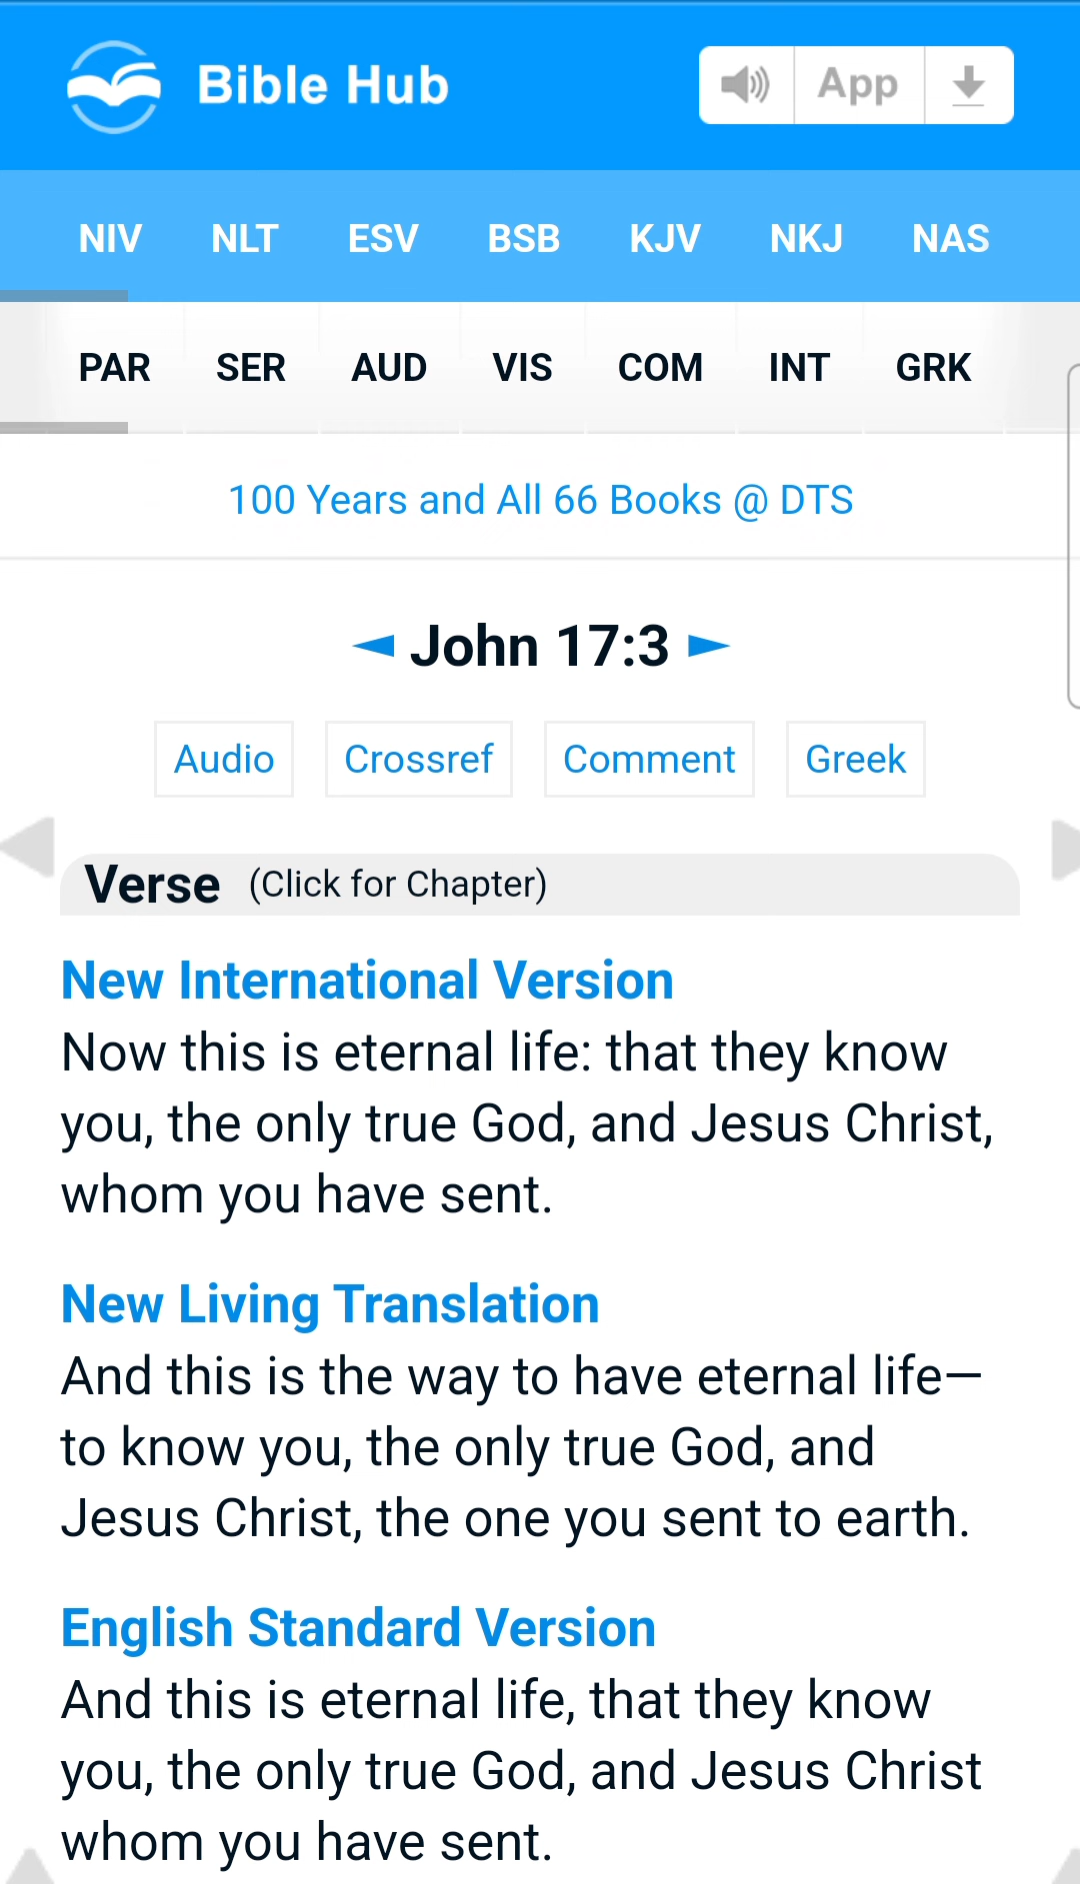 Bible Hub
App
NIV NLT ESV BSB KJV NKJ NAS
PAR SER AUD VIS COM INT GRK
100 Years and All 66 Books @ DTS
John 17:3
Audio Crossref Comment Greek
Verse (Click for Chapter)
New International Version
Now this is eternal life: that they know
you, the only true God, and Jesus Christ,
whom you have sent.
New Living Translation
And this is the way to have eternal life—
to know you, the only true God, and
Jesus Christ, the one you sent to earth.
English Standard Version
And this is eternal life, that they know
you, the only true God, and Jesus Christ
whom you have sent.